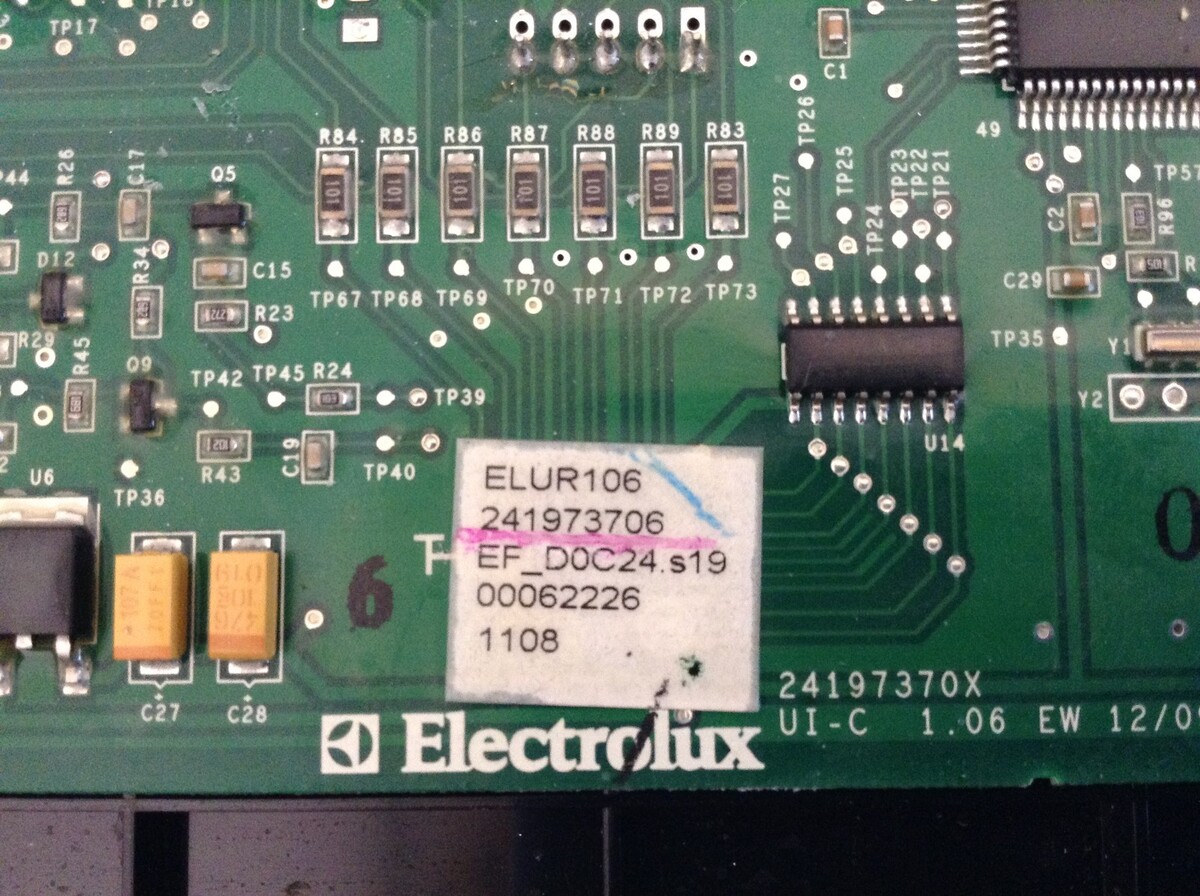 TP17
TP18
C1
49
R84
R85
R86
R87
R88
R89
R83
101
101
101
101
101
101
101
TP26
TP25
TP23
TP22
TP21
TP27
TP24
TP44
R26
C17
Q5
TP57
C2
R96
D12
R34
C15
C29
TP67
TP68
TP69
TP70
TP71
TP72
TP73
R23
R29
R45
Q9
TP42
TP45
R24
TP39
TP35
Y1
Y2
R43
C19
TP40
U14
U6
TP36
ELUR106
241973706
EF_D0C24.s19
00062226
1108
6
0
107A
C27
C28
24197370X
UI-C 1.06 EW 12/0
Electrolux